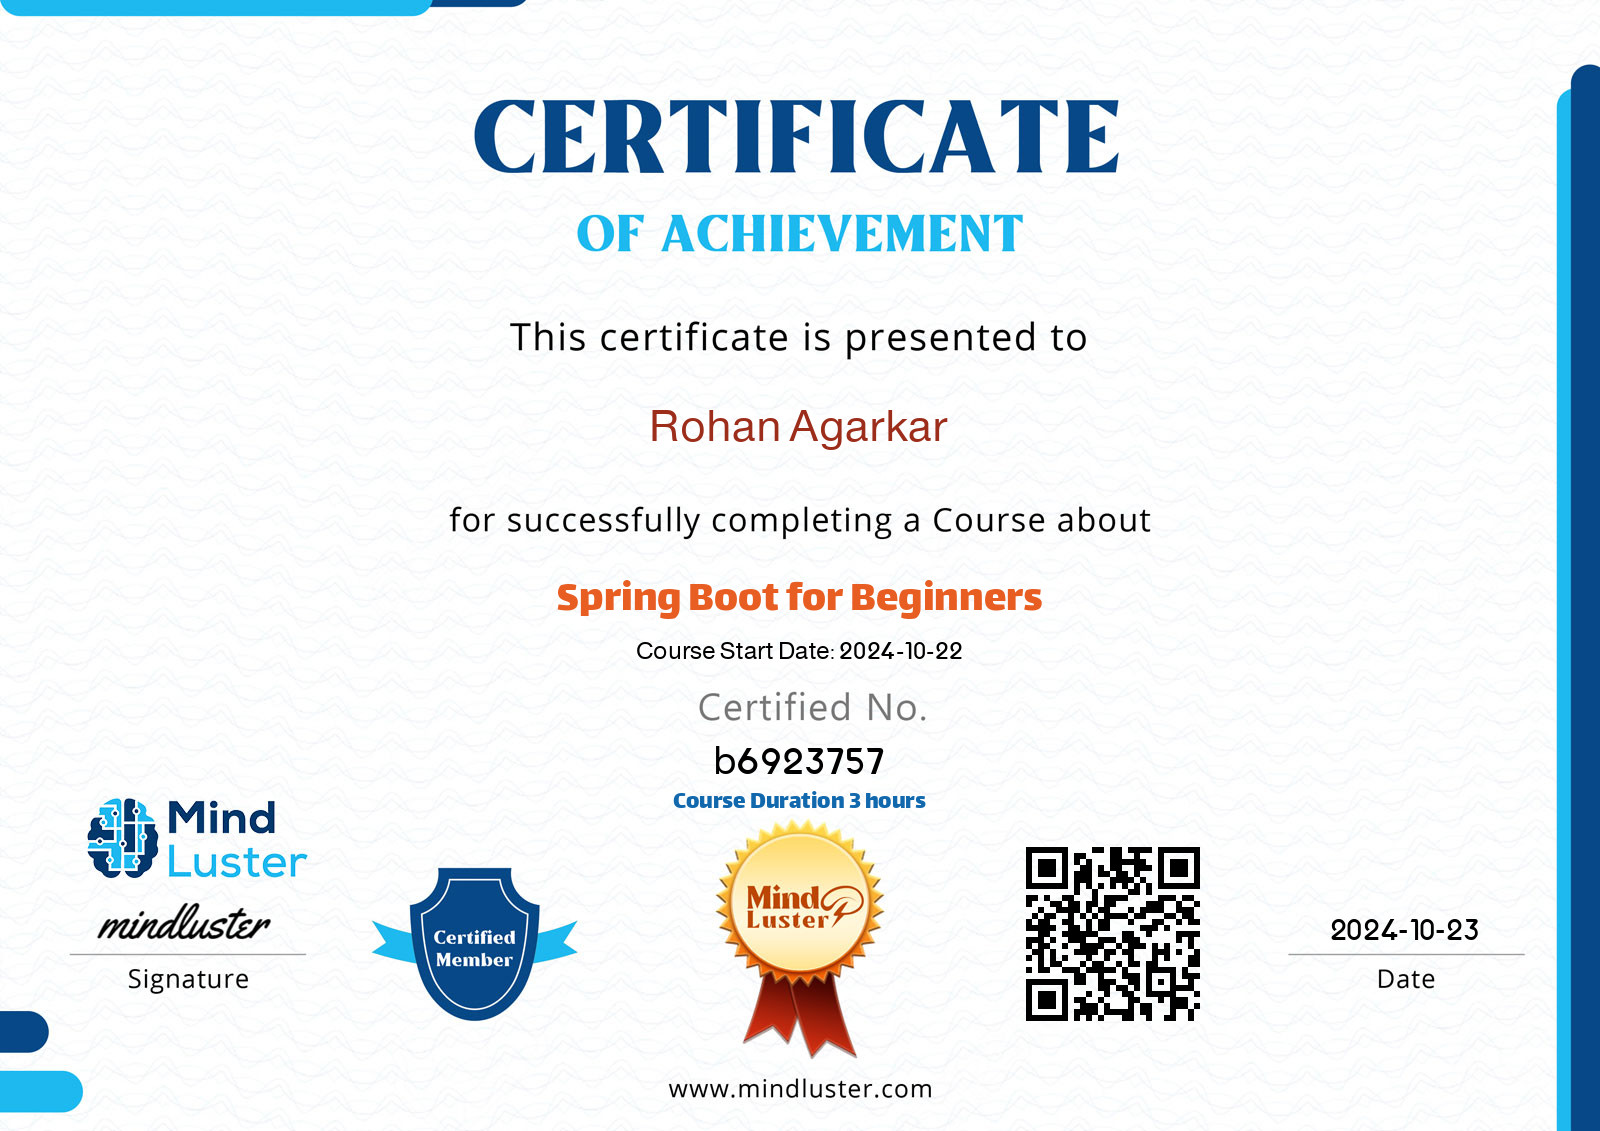 CERTIFICATE
OF ACHIEVEMENT
This certificate is presented to
Rohan Agarkar
for successfully completing a Course about
Spring Boot for Beginners
Course Start Date: 2024-10-22
Certified No.
b6923757
Course Duration 3 hours
Mind
Luster
mindluster
Signature
Certified
Member
Mind
Luster
2024-10-23
Date
www.mindluster.com